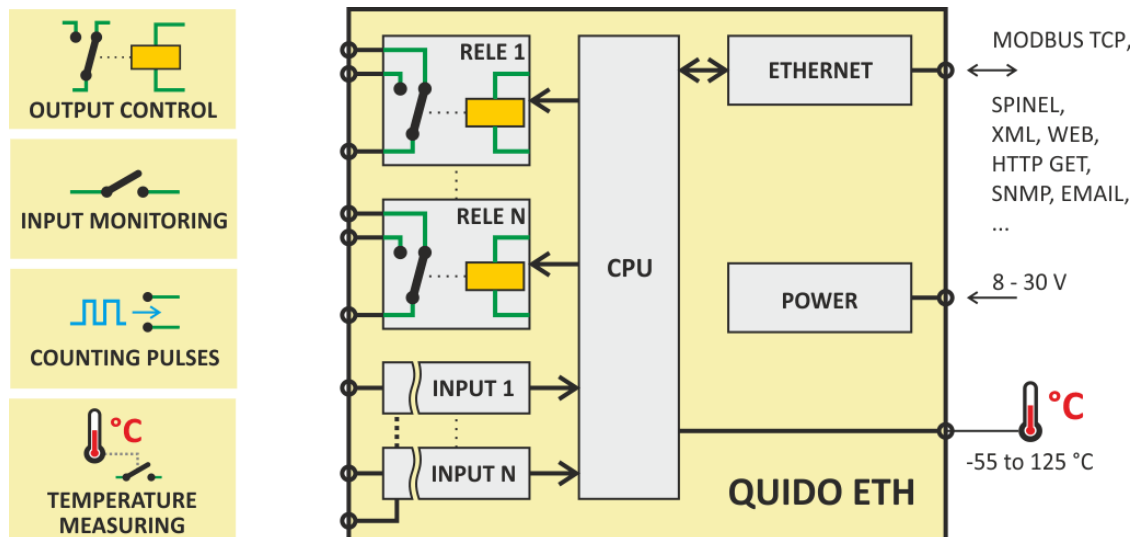 OUTPUT CONTROL
INPUT MONITORING
COUNTING PULSES
°C
TEMPERATURE
MEASURING
RELE 1
RELE N
INPUT 1
INPUT N
CPU
ETHERNET
POWER
QUIDO ETH
MODBUS TCP,
SPINEL,
XML, WEB,
HTTP GET,
SNMP, EMAIL,
...
8 - 30 V
°C
-55 to 125 °C